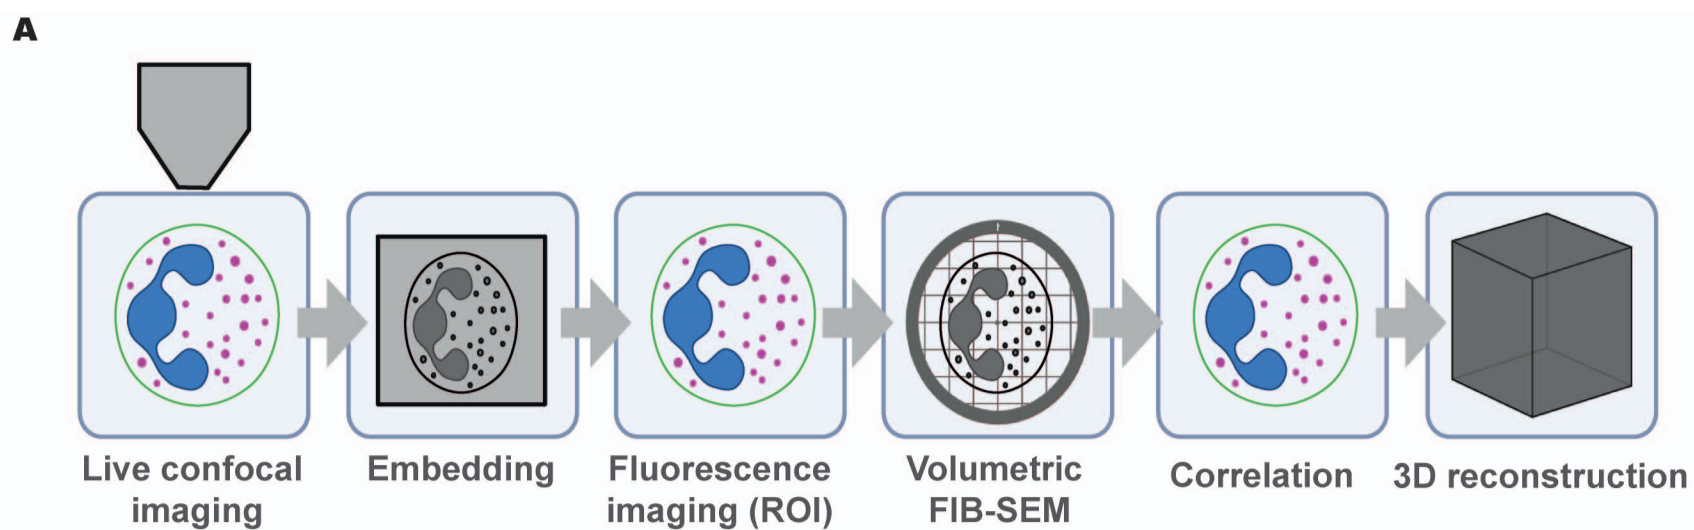 A
Live confocal
imaging
Embedding
Fluorescence
imaging (ROI)
Volumetric
FIB-SEM
Correlation
3D reconstruction